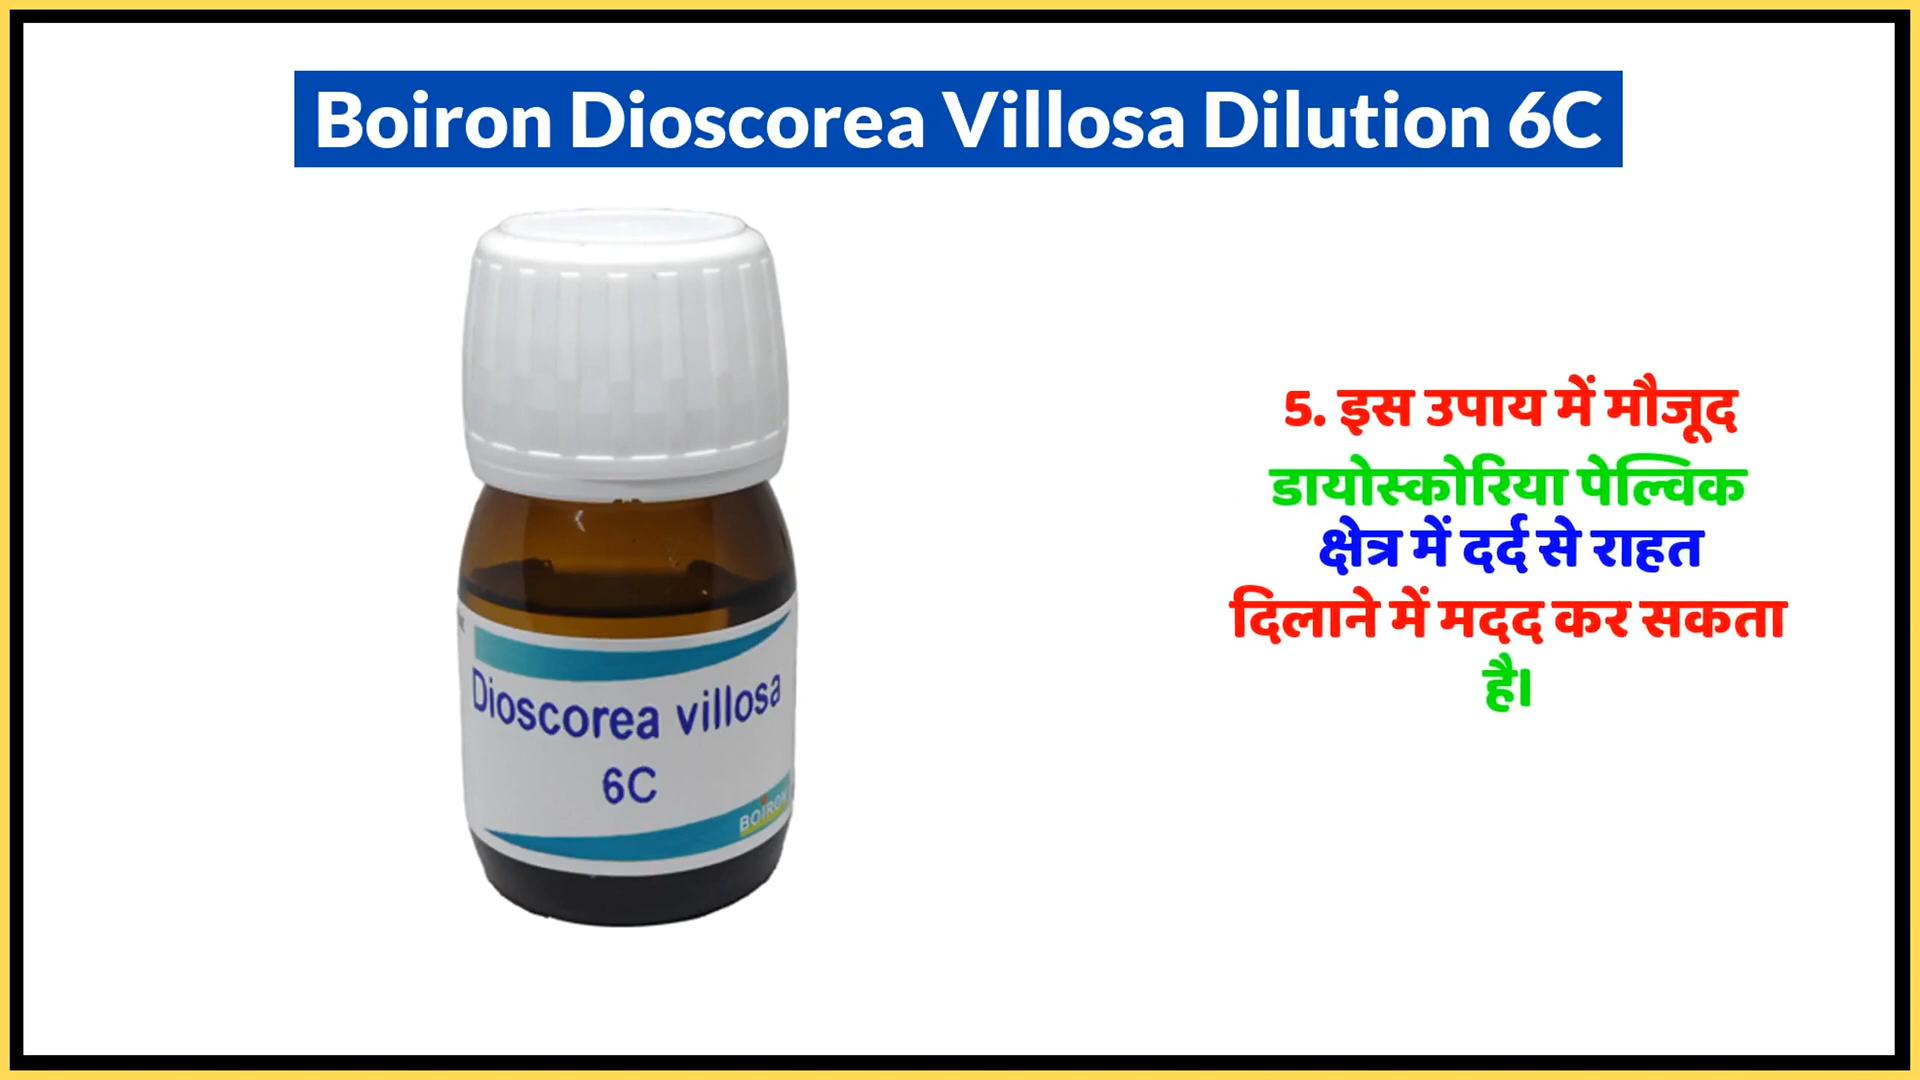 Boiron Dioscorea Villosa Dilution 6C
5. इस उपाय में मौजूद
डायोस्कोरिया पेल्विक
क्षेत्र में दर्द से राहत
दिलाने में मदद कर सकता
है।
Dioscorea villosa
6C
BOIRON